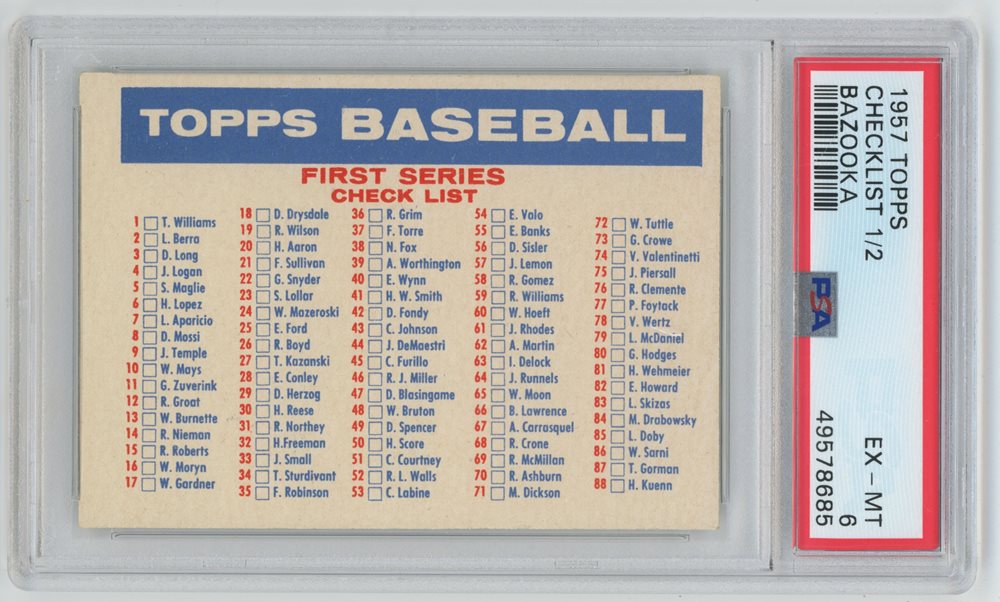 TOPPS BASEBALL
FIRST SERIES
CHECK LIST
1 T. Williams
2 L. Berra
3 D. Long
4 J. Logan
5 S. Maglie
6 H. Lopez
7 L. Aparicio
8 D. Mossi
9 J. Temple
10 W. Mays
11 G. Zuverink
12 R. Groat
13 W. Burnette
14 R. Nieman
15 R. Roberts
16 W. Moryn
17 W. Gardner
18 D. Drysdale
19 R. Wilson
20 H. Aaron
21 F. Sullivan
22 G. Snyder
23 S. Lollar
24 W. Mazeroski
25 E. Ford
26 R. Boyd
27 T. Kazanski
28 E. Conley
29 D. Herzog
30 H. Reese
31 R. Northey
32 H.Freeman
33 J. Small
34 T. Sturdivant
35 F. Robinson
36 R. Grim
37 F. Torre
38 N. Fox
39 A. Worthington
40 E. Wynn
41 H. W. Smith
42 D. Fondy
43 C. Johnson
44 J. DeMaestri
45 C. Furillo
46 R. J. Miller
47 D. Blasingame
48 W. Bruton
49 D. Spencer
50 H. Score
51 C. Courtney
52 R. L. Walls
53 C. Labine
54 E. Valo
55 E. Banks
56 D. Sisler
57 J. Lemon
58 R. Gomez
59 R. Williams
60 W. Hoeft
61 J. Rhodes
62 A. Martin
63 I. Delock
64 J. Runnels
65 W. Moon
66 B. Lawrence
67 A. Carrasquel
68 R. Crone
69 R. McMillan
70 R. Ashburn
71 M. Dickson
72 W. Tuttle
73 G. Crowe
74 V. Valentinetti
75 J. Piersall
76 R. Clemente
77 P. Foytack
78 V. Wertz
79 L. McDaniel
80 G. Hodges
81 H. Wehmeier
82 E. Howard
83 L. Skizas
84 M. Drabowsky
85 L. Doby
86 W. Sarni
87 T. Gorman
88 H. Kuenn
1957 TOPPS
CHECKLIST 1/2
BAZOOKA
EX - MT
6
49578685
PSA